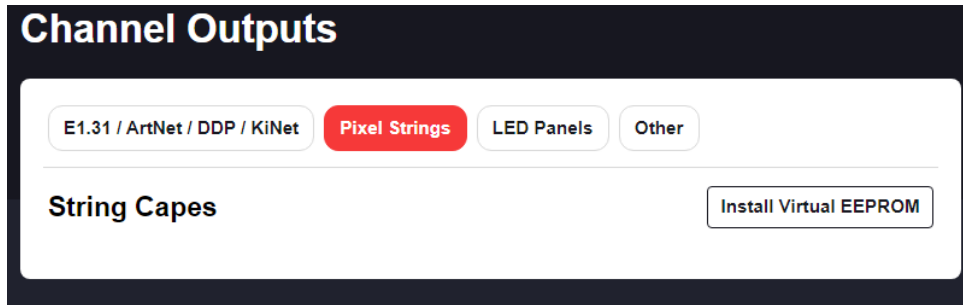 Channel Outputs
E1.31 / ArtNet / DDP / KiNet Pixel Strings LED Panels Other
String Capes Install Virtual EEPROM